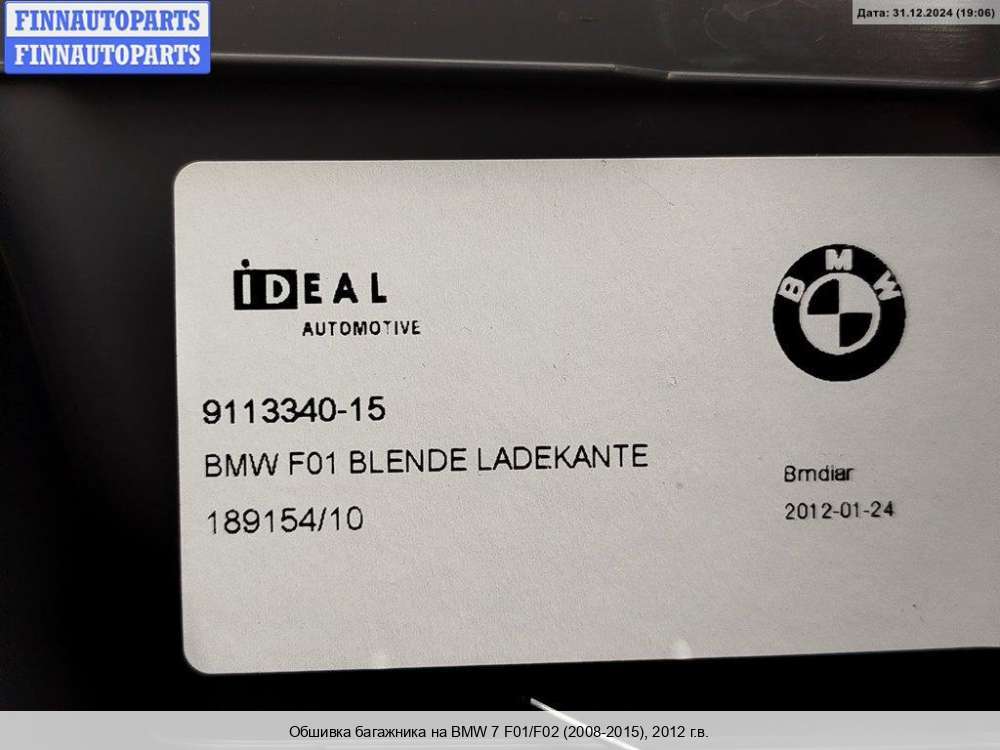 FINNAUTOPARTS
FINNAUTOPARTS
Дата: 31.12.2024 (19:06)
iDEAL
AUTOMOTIVE
BMW
9113340-15
BMW F01 BLENDE LADEKANTE
189154/10
Bmdiar
2012-01-24
Обшивка багажника на BMW 7 F01/F02 (2008-2015), 2012 г.в.